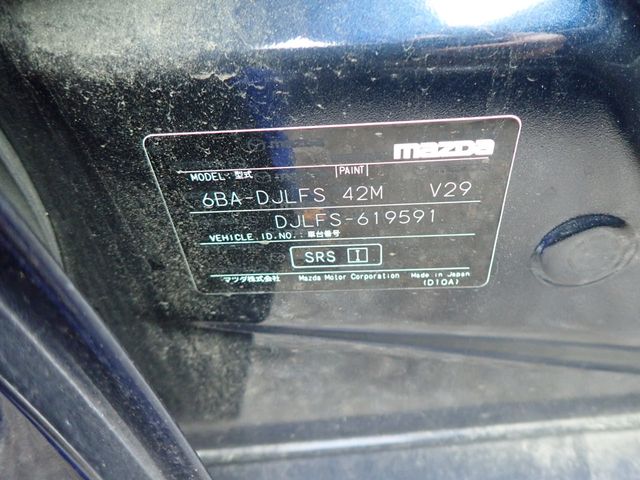 mazda
MODEL:型式 PAINT
6BA-DJLFS 42M V29
DJLFS-619591
VEHICLE ID.NO.:車台番号
SRS I
マツダ株式会社 Mazda Motor Corporation Made in Japan
(D10A)